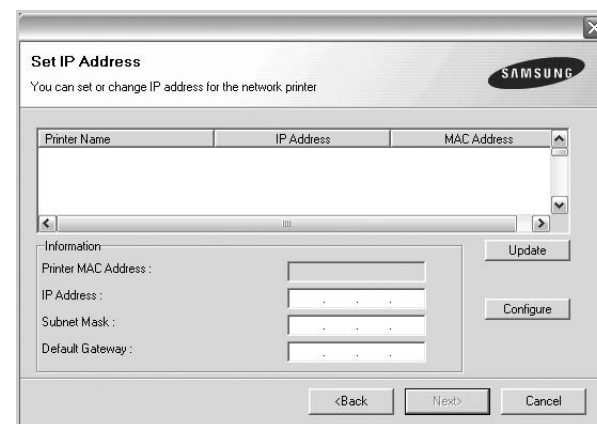 Set IP Address
You can set or change IP address for the network printer
SAMSUNG
Printer Name IP Address MAC Address
Information
Printer MAC Address :
IP Address : . . .
Subnet Mask : . . .
Default Gateway : . . .
Update
Configure
<Back Next> Cancel